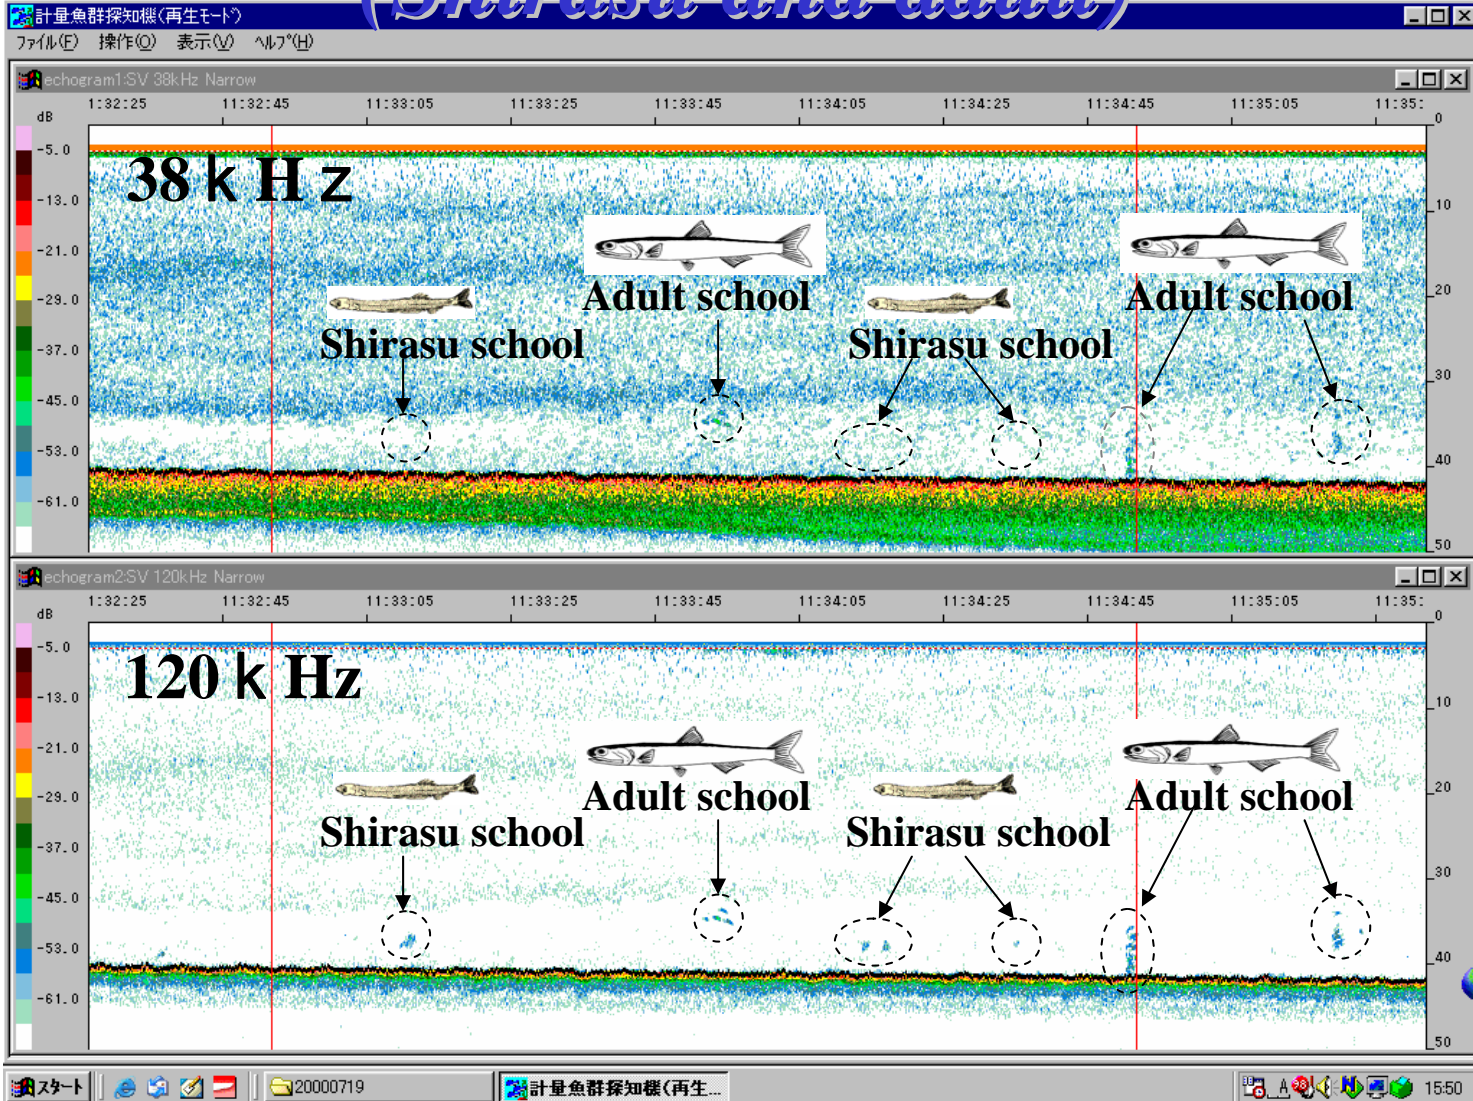 (Shirasu and adult)
計量魚群探知機(再生モード)
ファイル(F) 操作(O) 表示(V) ヘルプ(H)
echogram1:SV 38kHz Narrow
dB 1:32:25 11:32:45 11:33:05 11:33:25 11:33:45 11:34:05 11:34:25 11:34:45 11:35:05 11:35:
0
-5.0
38ｋＨｚ
-13.0
10
-21.0
Adult school Adult school
20
-29.0
Shirasu school Shirasu school
-37.0
30
-45.0
-53.0
40
-61.0
50
echogram2:SV 120kHz Narrow
dB 1:32:25 11:32:45 11:33:05 11:33:25 11:33:45 11:34:05 11:34:25 11:34:45 11:35:05 11:35:
0
-5.0
120ｋHz
-13.0
10
-21.0
Adult school Adult school
20
-29.0
Shirasu school Shirasu school
-37.0
30
-45.0
-53.0
40
-61.0
50
スタート 20000719 計量魚群探知機(再生... A 15:50